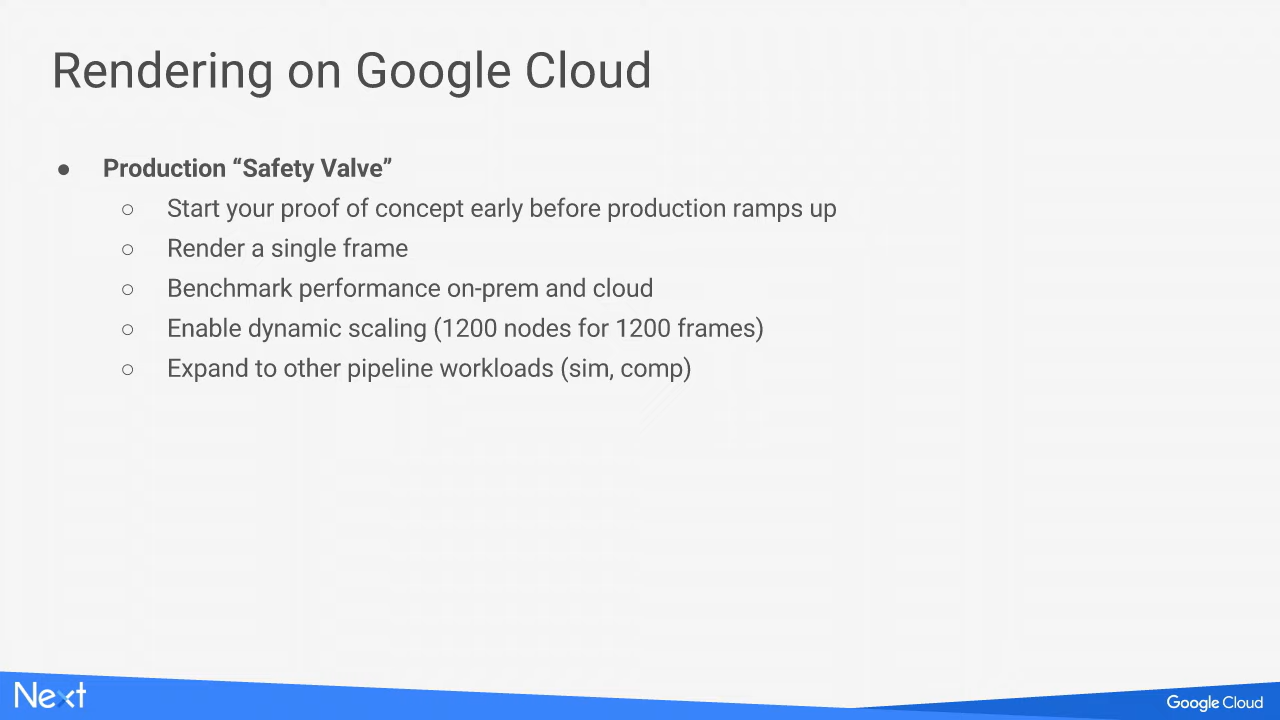 Rendering on Google Cloud
● Production “Safety Valve”
○ Start your proof of concept early before production ramps up
○ Render a single frame
○ Benchmark performance on-prem and cloud
○ Enable dynamic scaling (1200 nodes for 1200 frames)
○ Expand to other pipeline workloads (sim, comp)
Next
Google Cloud